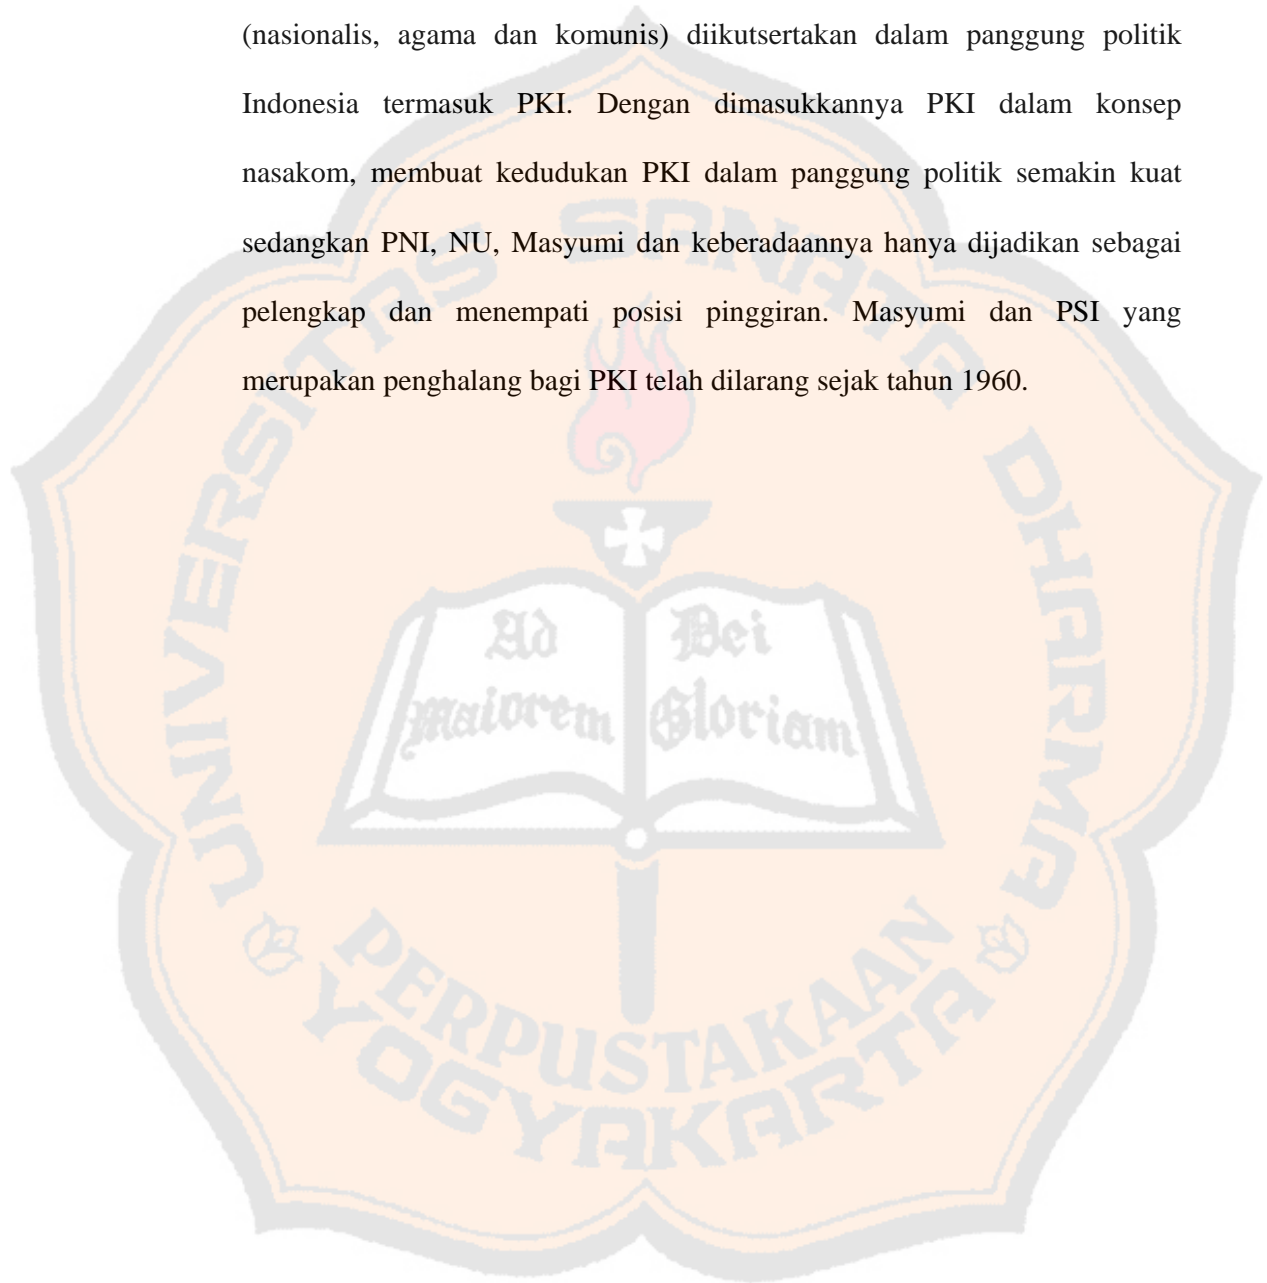 (nasionalis, agama dan komunis) diikutsertakan dalam panggung politik
Indonesia termasuk PKI. Dengan dimasukkannya PKI dalam konsep
nasakom, membuat kedudukan PKI dalam panggung politik semakin kuat
sedangkan PNI, NU, Masyumi dan keberadaannya hanya dijadikan sebagai
pelengkap dan menempati posisi pinggiran. Masyumi dan PSI yang
merupakan penghalang bagi PKI telah dilarang sejak tahun 1960.
UNIVERSITAS SANATA DHARMA
Ad
maiorem
Dei
Gloriam
PERPUSTAKAAN
YOGYAKARTA